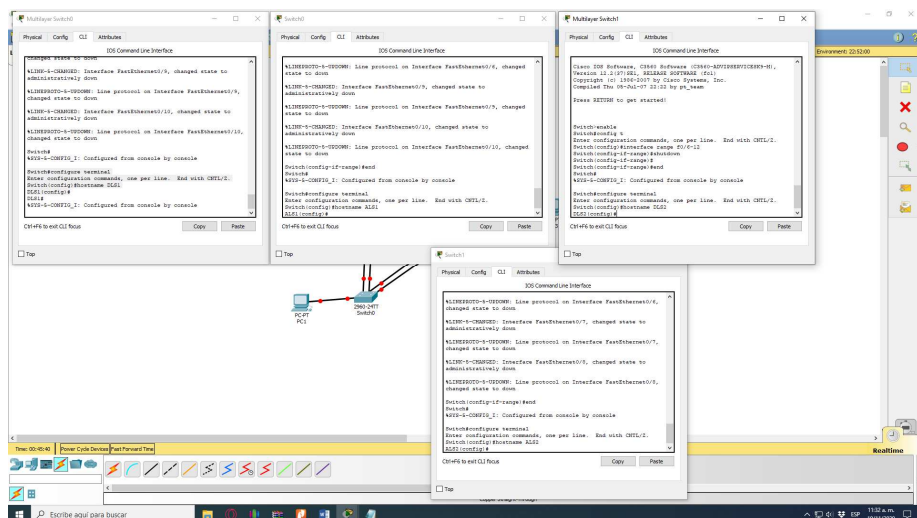 Multilayer Switch0
Physical Config CLI Attributes
IOS Command Line Interface
changed state to down
%LINK-5-CHANGED: Interface FastEthernet0/9, changed state to
administratively down
%LINEPROTO-5-UPDOWN: Line protocol on Interface FastEthernet0/9,
changed state to down
%LINK-5-CHANGED: Interface FastEthernet0/10, changed state to
administratively down
%LINEPROTO-5-UPDOWN: Line protocol on Interface FastEthernet0/10,
changed state to down
Switch#
%SYS-5-CONFIG_I: Configured from console by console
Switch#configure terminal
Enter configuration commands, one per line. End with CNTL/Z.
Switch(config)#hostname DLS1
DLS1(config)#
DLS1#
%SYS-5-CONFIG_I: Configured from console by console
Ctrl+F6 to exit CLI focus
Copy Paste
Top
Switch0
Physical Config CLI Attributes
IOS Command Line Interface
%LINEPROTO-5-UPDOWN: Line protocol on Interface FastEthernet0/6, changed
state to down
%LINK-5-CHANGED: Interface FastEthernet0/9, changed state to
administratively down
%LINEPROTO-5-UPDOWN: Line protocol on Interface FastEthernet0/9, changed
state to down
%LINK-5-CHANGED: Interface FastEthernet0/10, changed state to
administratively down
%LINEPROTO-5-UPDOWN: Line protocol on Interface FastEthernet0/10, changed
state to down
Switch(config-if-range)#end
Switch#
%SYS-5-CONFIG_I: Configured from console by console
Switch#configure terminal
Enter configuration commands, one per line. End with CNTL/Z.
Switch(config)#hostname ALS1
ALS1(config)#
Ctrl+F6 to exit CLI focus
Copy Paste
Top
Multilayer Switch1
Physical Config CLI Attributes
IOS Command Line Interface
Cisco IOS Software, C3560 Software (C3560-ADVIPSERVICESK9-M),
Version 12.2(37)SE1, RELEASE SOFTWARE (fc1)
Copyright (c) 1986-2007 by Cisco Systems, Inc.
Compiled Thu 05-Jul-07 22:22 by pt_team
Press RETURN to get started!
Switch>enable
Switch#config t
Enter configuration commands, one per line. End with CNTL/Z.
Switch(config)#interface range f0/6-12
Switch(config-if-range)#shutdown
Switch(config-if-range)#
Switch(config-if-range)#end
Switch#
%SYS-5-CONFIG_I: Configured from console by console
Switch#configure terminal
Enter configuration commands, one per line. End with CNTL/Z.
Switch(config)#hostname DLS2
DLS2(config)#
Ctrl+F6 to exit CLI focus
Copy Paste
Top
Environment: 22:52:00
PC-PT
PC1
2960-24TT
Switch0
Switch1
Physical Config CLI Attributes
IOS Command Line Interface
%LINEPROTO-5-UPDOWN: Line protocol on Interface FastEthernet0/6,
changed state to down
%LINK-5-CHANGED: Interface FastEthernet0/7, changed state to
administratively down
%LINEPROTO-5-UPDOWN: Line protocol on Interface FastEthernet0/7,
changed state to down
%LINK-5-CHANGED: Interface FastEthernet0/8, changed state to
administratively down
%LINEPROTO-5-UPDOWN: Line protocol on Interface FastEthernet0/8,
changed state to down
Switch(config-if-range)#end
Switch#
%SYS-5-CONFIG_I: Configured from console by console
Switch#configure terminal
Enter configuration commands, one per line. End with CNTL/Z.
Switch(config)#hostname ALS2
ALS2(config)#
Ctrl+F6 to exit CLI focus
Copy Paste
Top
Time: 00:45:40 Power Cycle Devices Fast Forward Time
Realtime
Escribe aquí para buscar
ESP
11:32 a. m.